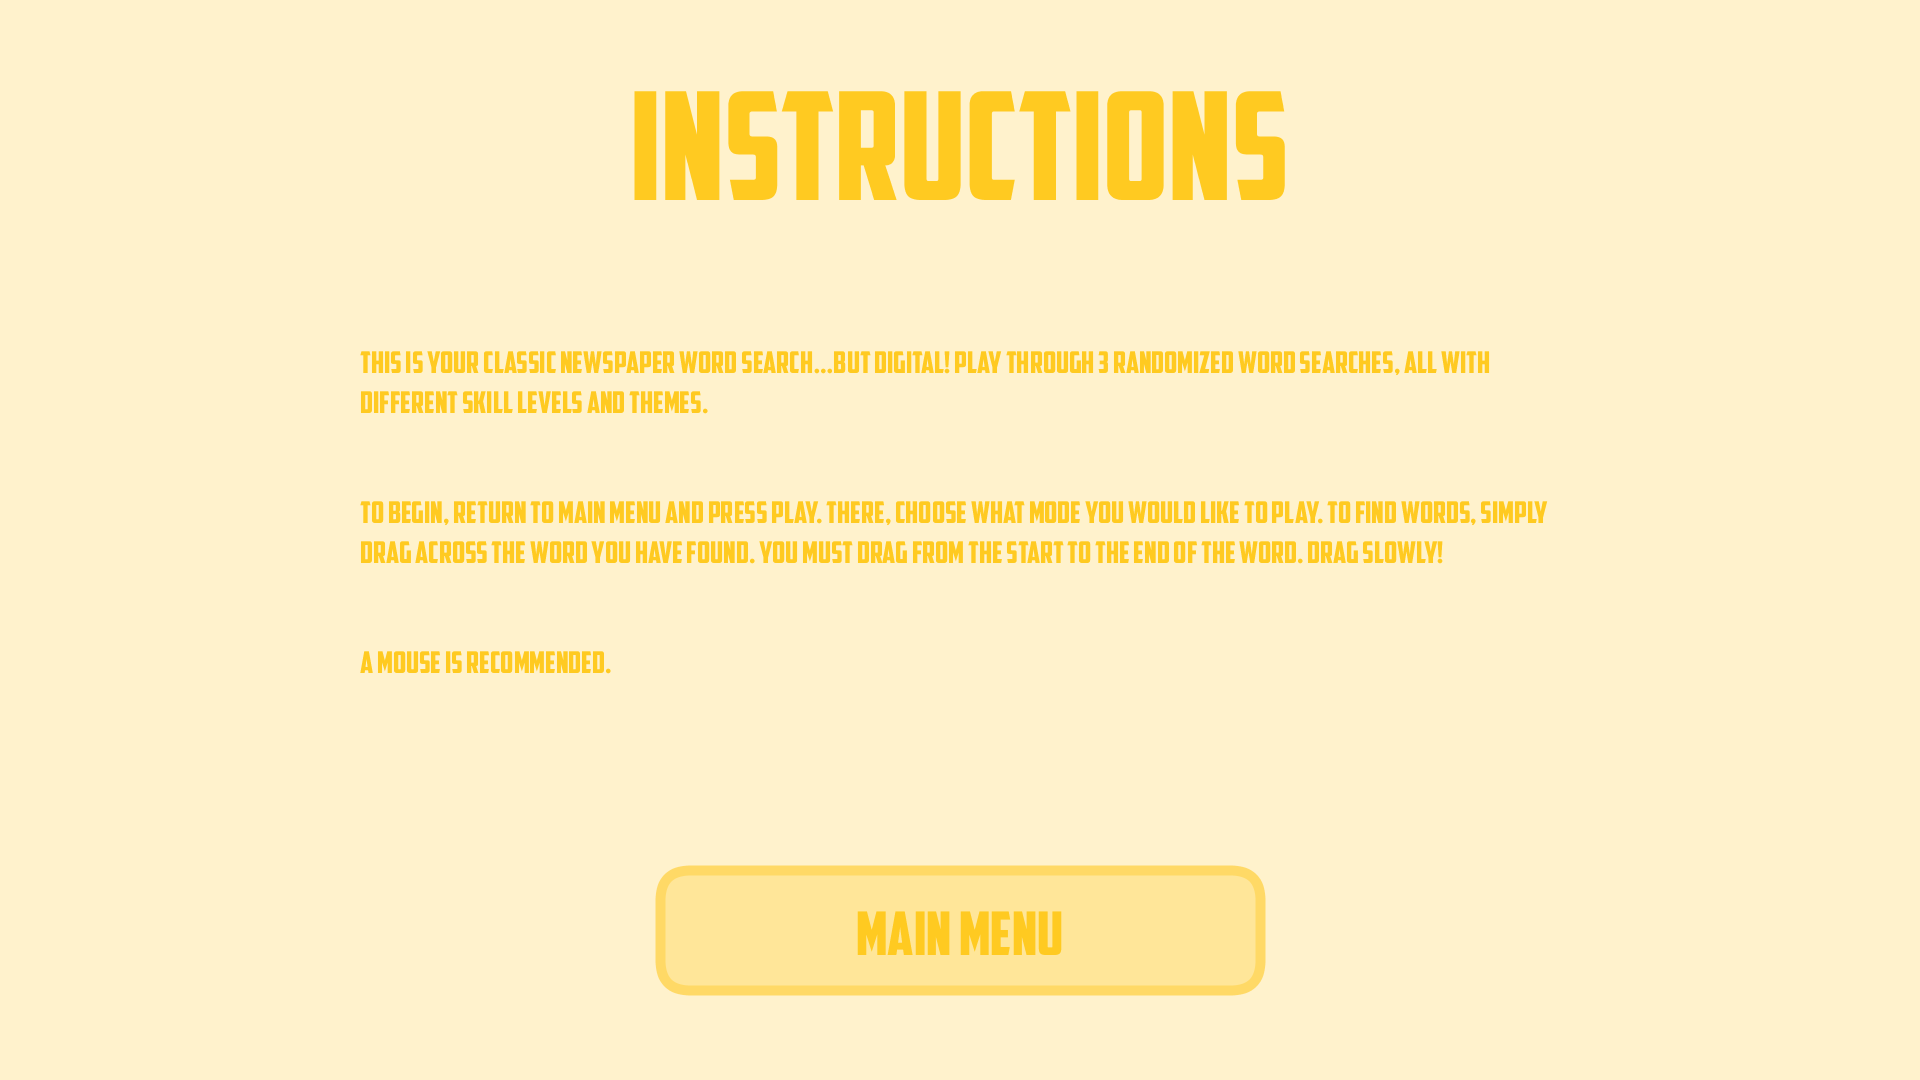 INSTRUCTIONS
THIS IS YOUR CLASSIC NEWSPAPER WORD SEARCH...BUT DIGITAL! PLAY THROUGH 3 RANDOMIZED WORD SEARCHES, ALL WITH
DIFFERENT SKILL LEVELS AND THEMES.
TO BEGIN, RETURN TO MAIN MENU AND PRESS PLAY. THERE, CHOOSE WHAT MODE YOU WOULD LIKE TO PLAY. TO FIND WORDS, SIMPLY
DRAG ACROSS THE WORD YOU HAVE FOUND. YOU MUST DRAG FROM THE START TO THE END OF THE WORD. DRAG SLOWLY!
A MOUSE IS RECOMMENDED.
MAIN MENU